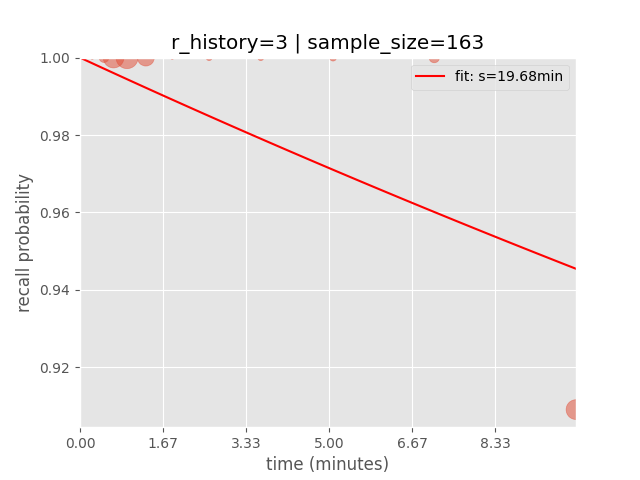 r_history=3 | sample_size=163
fit: s=19.68min
1.00
0.98
0.96
0.94
0.92
recall probability
0.00 1.67 3.33 5.00 6.67 8.33
time (minutes)